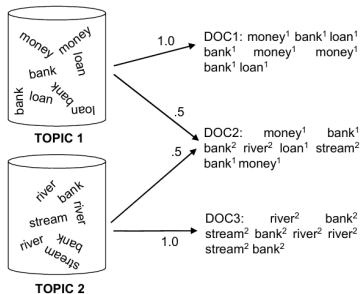 money
money
loan
bank
bank
loan
bank
loan
TOPIC 1
1.0
.5
DOC1: money¹ bank¹ loan¹
bank¹ money¹ money¹
bank¹ loan¹
.5
1.0
DOC2: money¹ bank¹
bank² river² loan¹ stream²
bank¹ money¹
river
bank
river
stream
river
bank
stream
TOPIC 2
DOC3: river² bank²
stream² bank² river² river²
stream² bank²